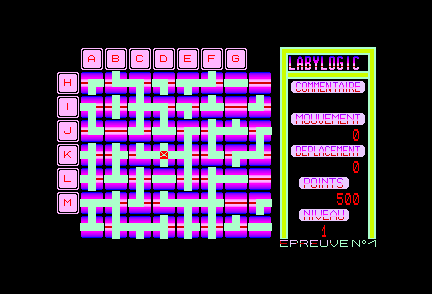 A B C D E F G
H
I
J
K
L
M
LABYLOGIC
COMMENTAIRE
MOUVEMENT
0
DEPLACEMENT
0
POINTS
500
NIVEAU
1
EPREUVE N°1